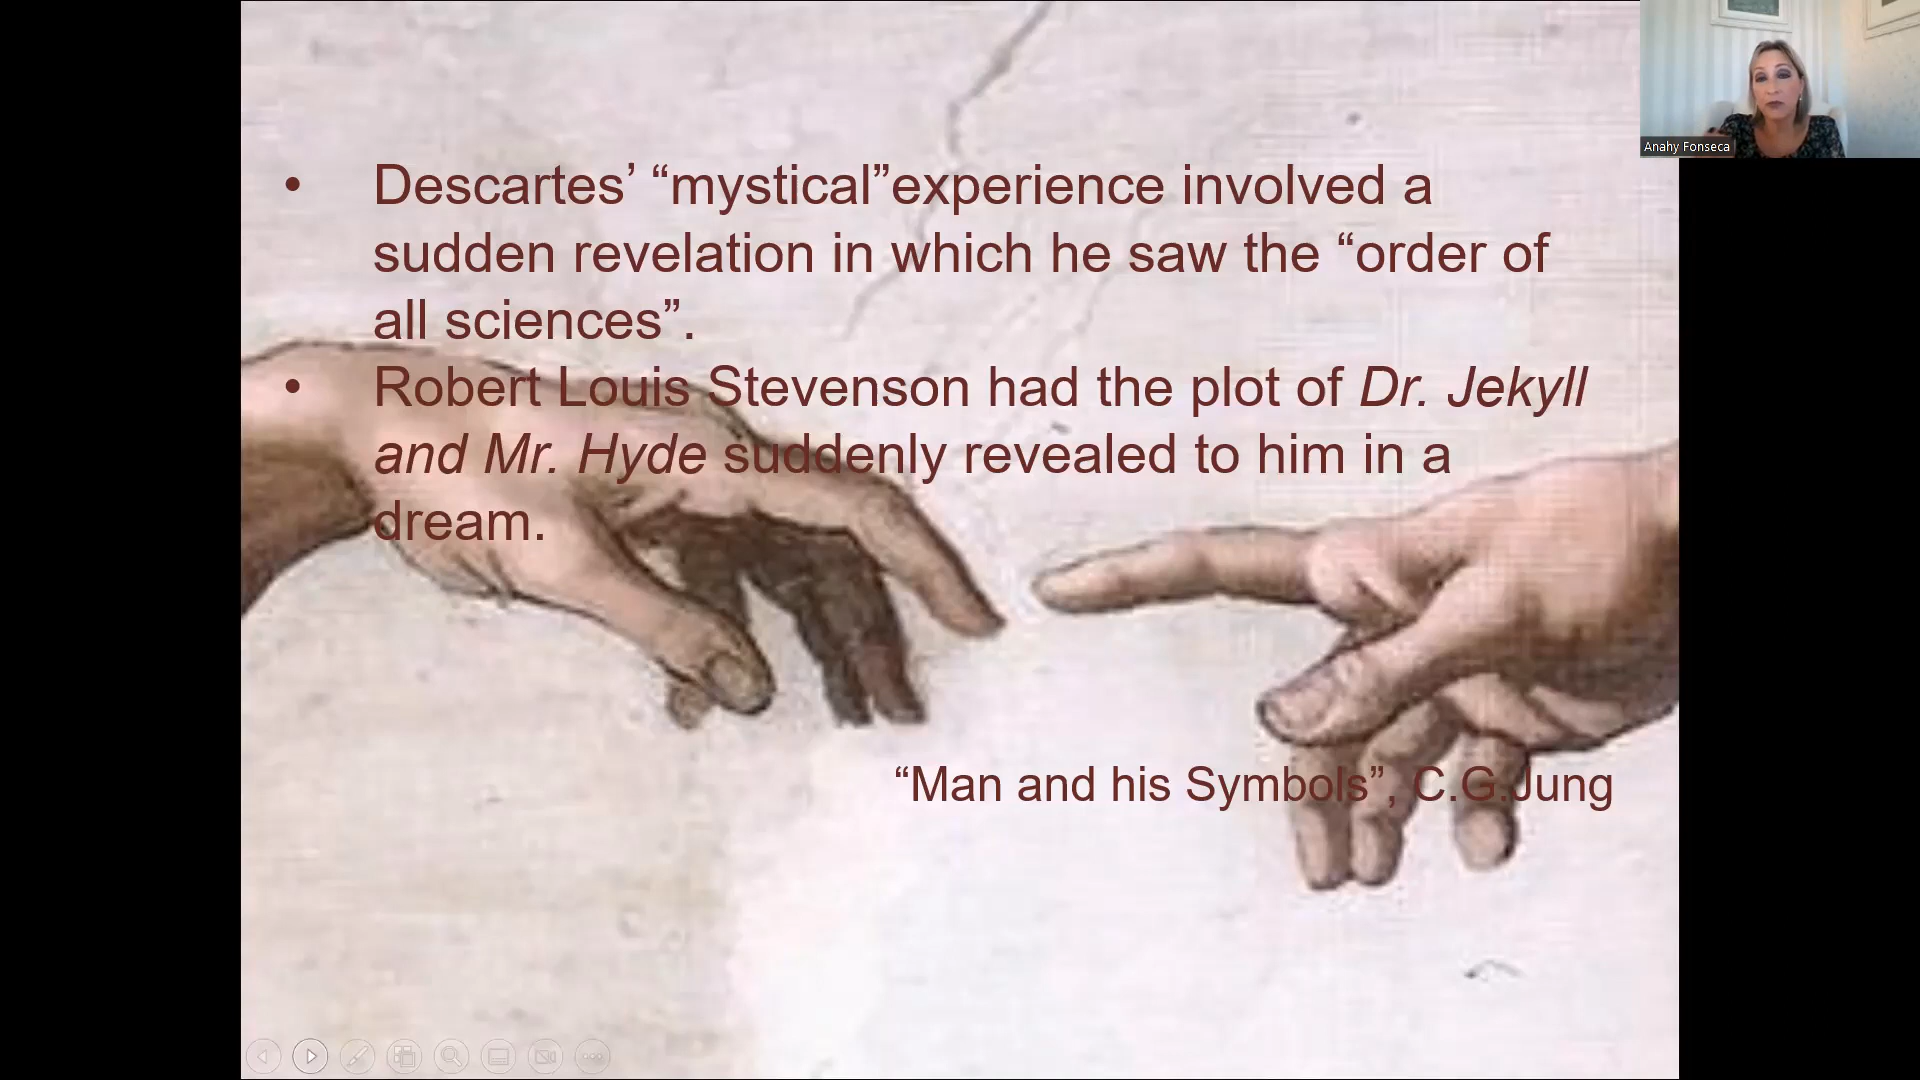 Anahy Fonseca
• Descartes’ “mystical”experience involved a
sudden revelation in which he saw the “order of
all sciences”.
• Robert Louis Stevenson had the plot of Dr. Jekyll
and Mr. Hyde suddenly revealed to him in a
dream.
“Man and his Symbols”, C.G.Jung